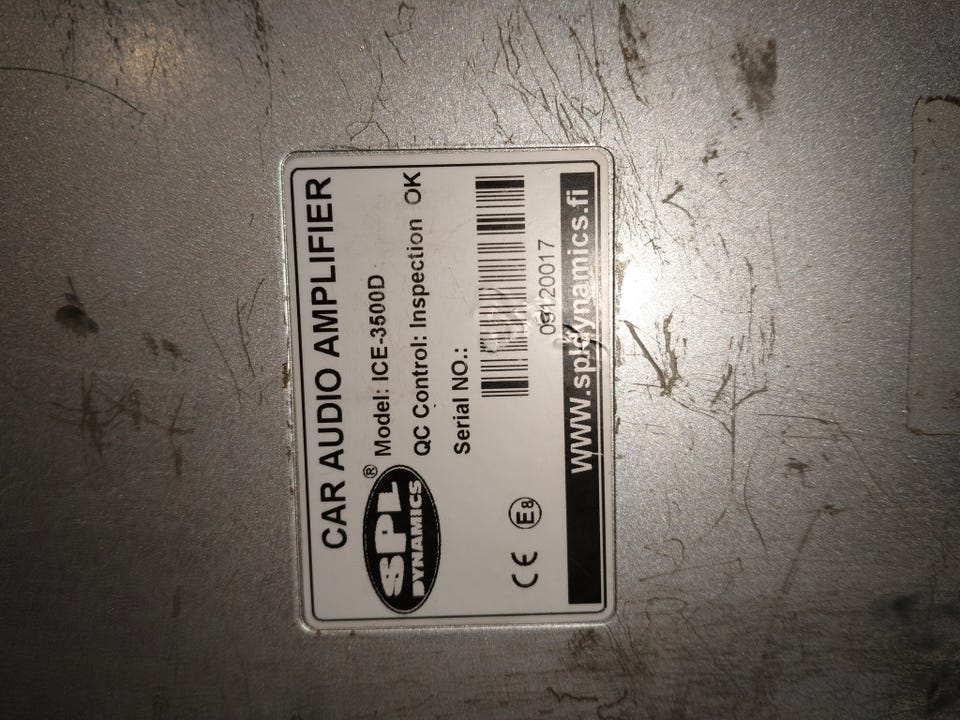 CAR AUDIO AMPLIFIER
SPL
DYNAMICS
®
Model: ICE-3500D
QC Control: Inspection OK
Serial NO.:
09120017
CE E8
www.spldynamics.fi